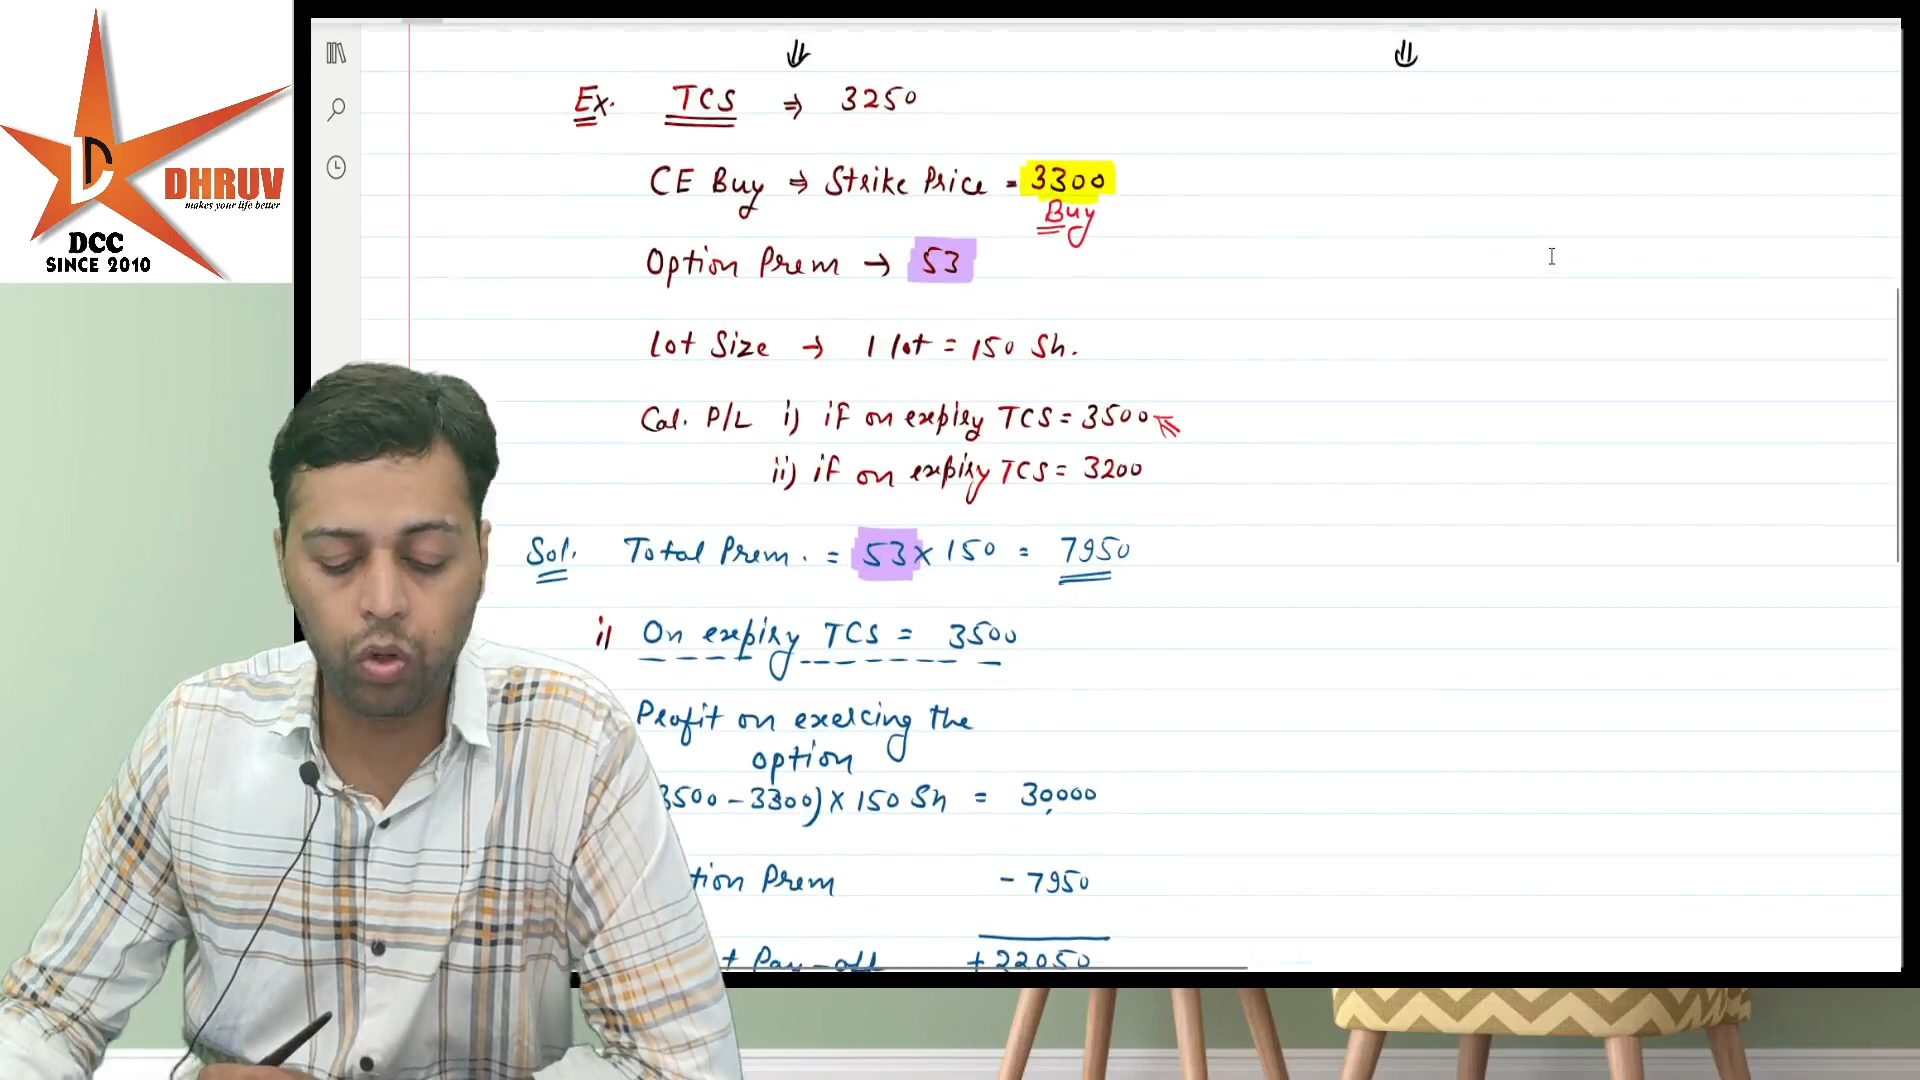 DHRUV
makes your life better
DCC
SINCE 2010
Ex. TCS ⇒ 3250
CE Buy ⇒ Strike Price = 3300
Buy
Option Prem → 53
Lot Size → 1 lot = 150 Sh.
Cal. P/L i) if on expiry TCS = 3500
ii) if on expiry TCS = 3200
Sol. Total Prem. = 53 × 150 = 7950
i) On expiry TCS = 3500
Profit on exercing the
option
3500 - 3300) × 150 Sh = 30,000
tion Prem - 7950
t Pay-off + 22050